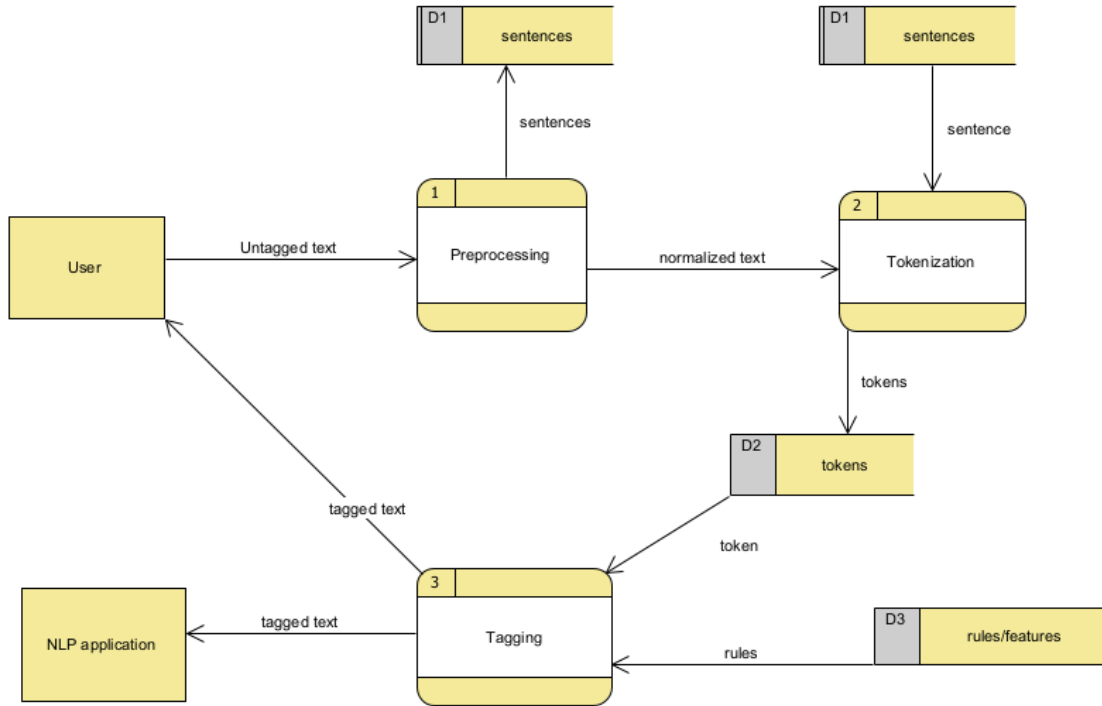 D1
sentences
D1
sentences
sentences
sentence
1
2
User
Untagged text
Preprocessing
normalized text
Tokenization
tokens
D2
tokens
tagged text
token
3
NLP application
tagged text
Tagging
rules
D3
rules/features